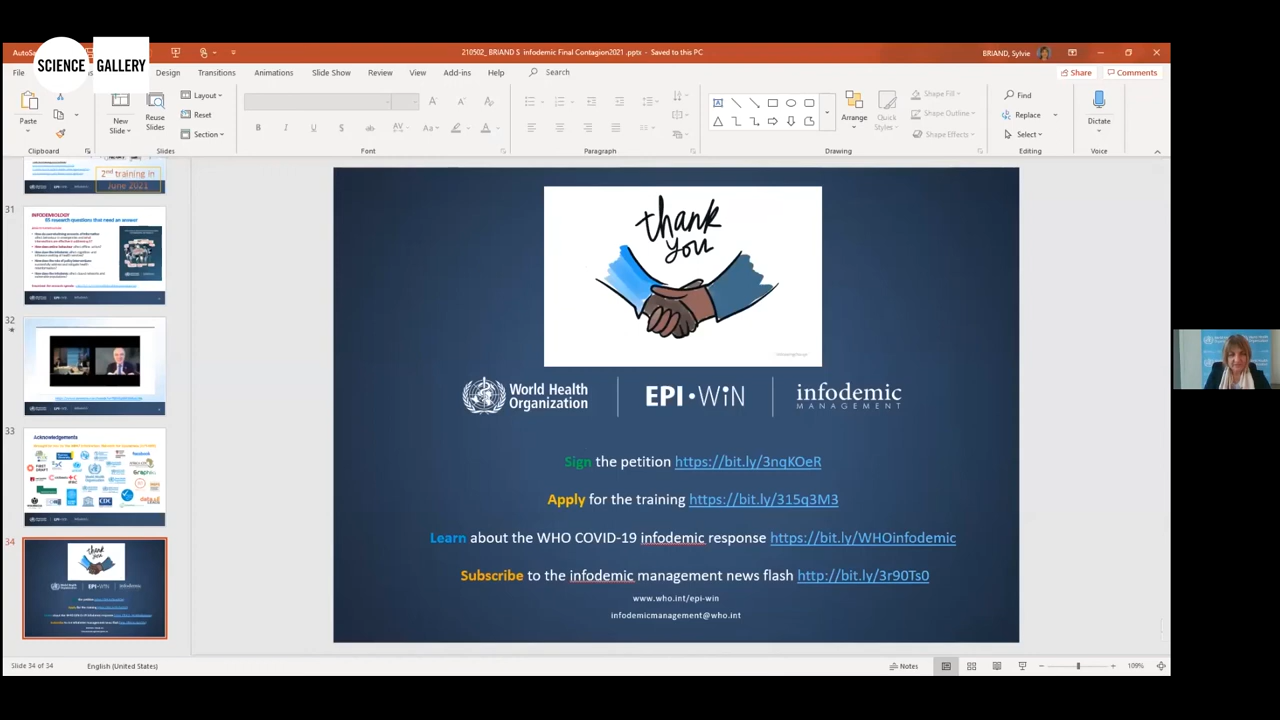 SCIENCE
GALLERY
210502_ BRIAND S infodemic Final Contagion2021 .pptx - Saved to this PC
BRIAND, Sylvie
File
Design
Transitions
Animations
Slide Show
Review
View
Add-ins
Help
Search
Share
Comments
Paste
Clipboard
New
Slide
Reuse
Slides
Layout
Reset
Section
Slides
Font
Paragraph
Arrange
Quick
Styles
Shape Fill
Shape Outline
Shape Effects
Drawing
Find
Replace
Select
Editing
Dictate
Voice
2nd training in
June 2021
31
INFODEMIOLOGY
32
33
Acknowledgements
34
thank
you
World Health
Organization
EPI•WiN
infodemic
MANAGEMENT
Sign the petition https://bit.ly/3nqKOeR
Apply for the training https://bit.ly/315q3M3
Learn about the WHO COVID-19 infodemic response https://bit.ly/WHOinfodemic
Subscribe to the infodemic management news flash http://bit.ly/3r90Ts0
www.who.int/epi-win
infodemicmanagement@who.int
Slide 34 of 34
English (United States)
Notes
109%